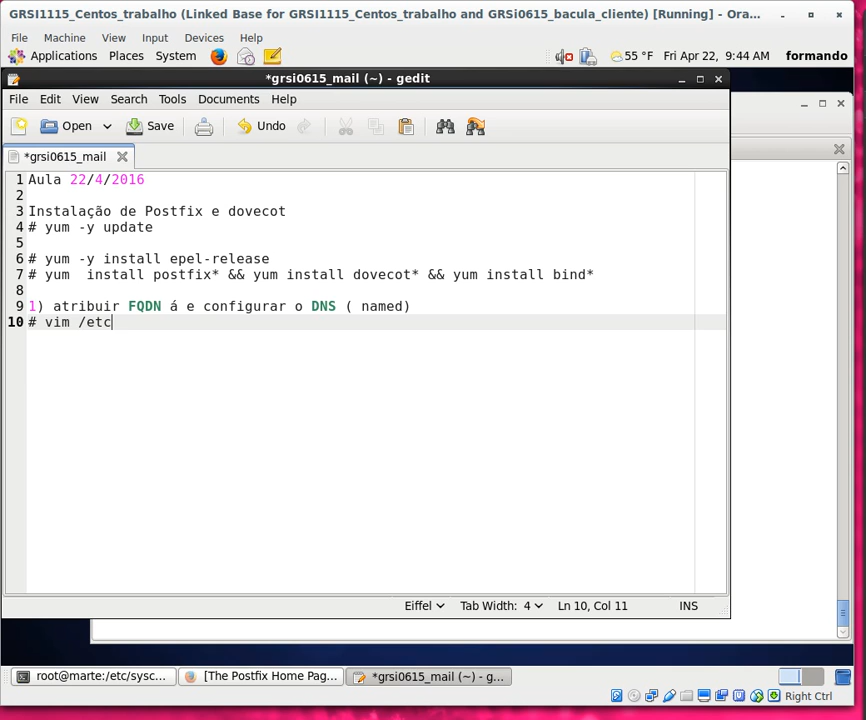 GRSI1115_Centos_trabalho (Linked Base for GRSI1115_Centos_trabalho and GRSi0615_bacula_cliente) [Running] - Ora...
File Machine View Input Devices Help
Applications Places System 55 °F Fri Apr 22, 9:44 AM formando
*grsi0615_mail (~) - gedit
File Edit View Search Tools Documents Help
Open Save Undo
*grsi0615_mail
1 Aula 22/4/2016
2
3 Instalação de Postfix e dovecot
4 # yum -y update
5
6 # yum -y install epel-release
7 # yum  install postfix* && yum install dovecot* && yum install bind*
8
9 1) atribuir FQDN á e configurar o DNS ( named)
10 # vim /etc
Eiffel Tab Width: 4 Ln 10, Col 11 INS
root@marte:/etc/sysc... [The Postfix Home Pag... *grsi0615_mail (~) - g...
Right Ctrl